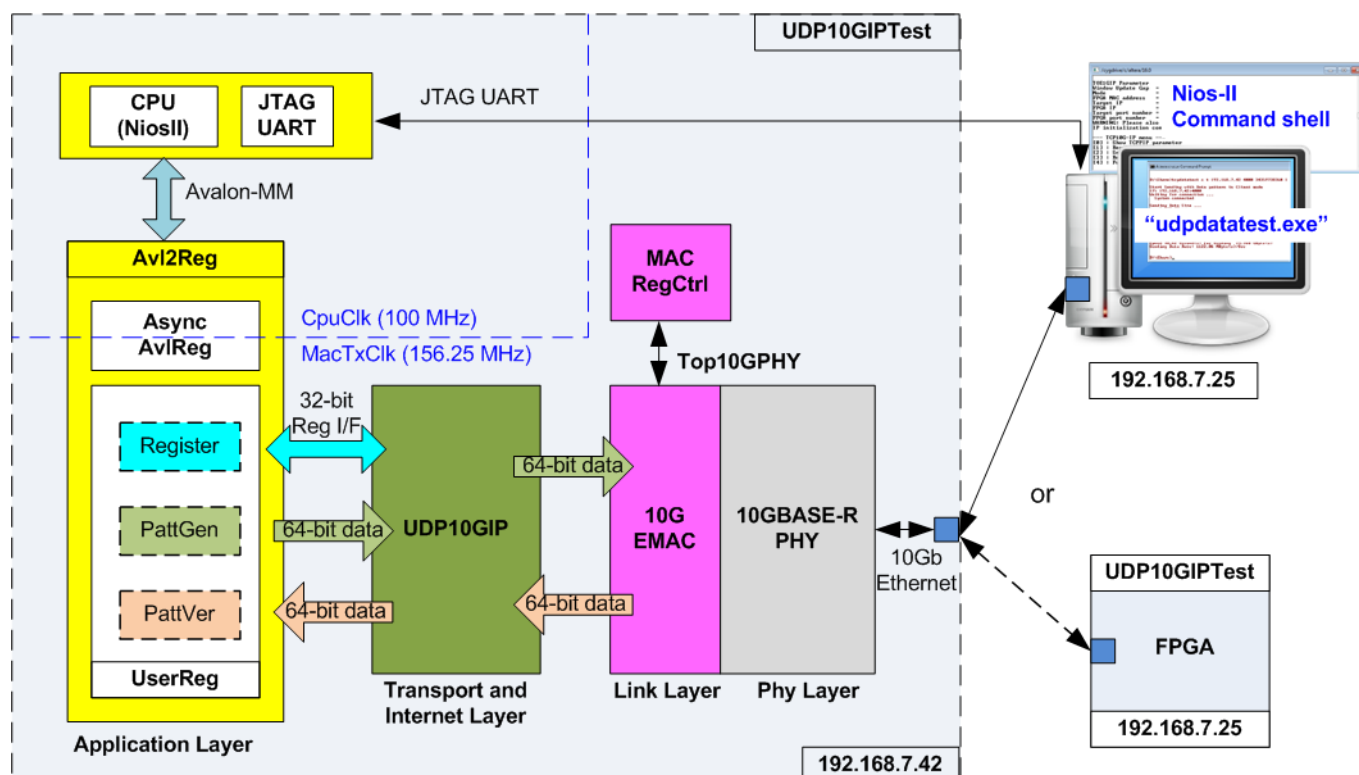 UDP10GIPTest
CPU
(NiosII)
JTAG
UART
JTAG UART
Nios-II
Command shell
Avalon-MM
"udpdatatest.exe"
Avl2Reg
MAC
RegCtrl
Async
AvlReg
CpuClk (100 MHz)
MacTxClk (156.25 MHz)
Top10GPHY
192.168.7.25
32-bit
Reg I/F
Register
64-bit data
or
PattGen
64-bit data
UDP10GIP
10G
EMAC
10GBASE-R
PHY
10Gb
Ethernet
UDP10GIPTest
PattVer
64-bit data
64-bit data
FPGA
UserReg
Transport and
Internet Layer
Link Layer
Phy Layer
192.168.7.25
Application Layer
192.168.7.42